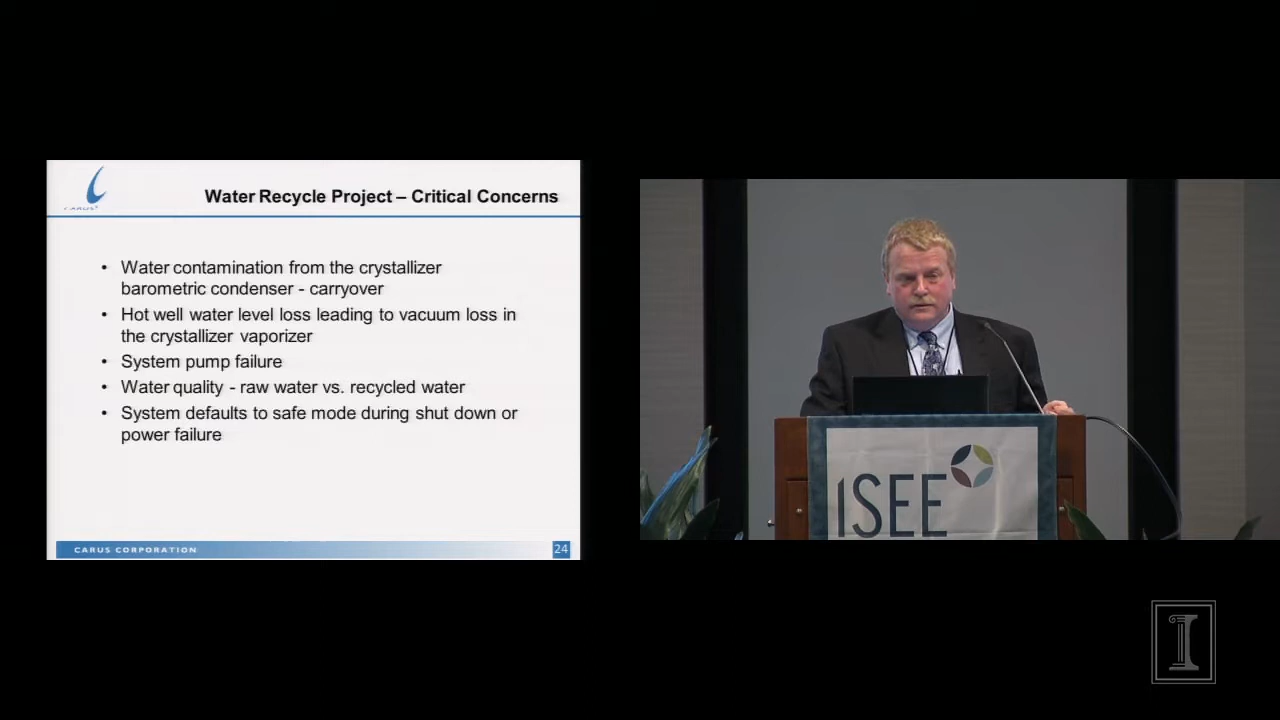 CARUS
Water Recycle Project – Critical Concerns
• Water contamination from the crystallizer
barometric condenser - carryover
• Hot well water level loss leading to vacuum loss in
the crystallizer vaporizer
• System pump failure
• Water quality - raw water vs. recycled water
• System defaults to safe mode during shut down or
power failure
CARUS CORPORATION
24
ISEE
I